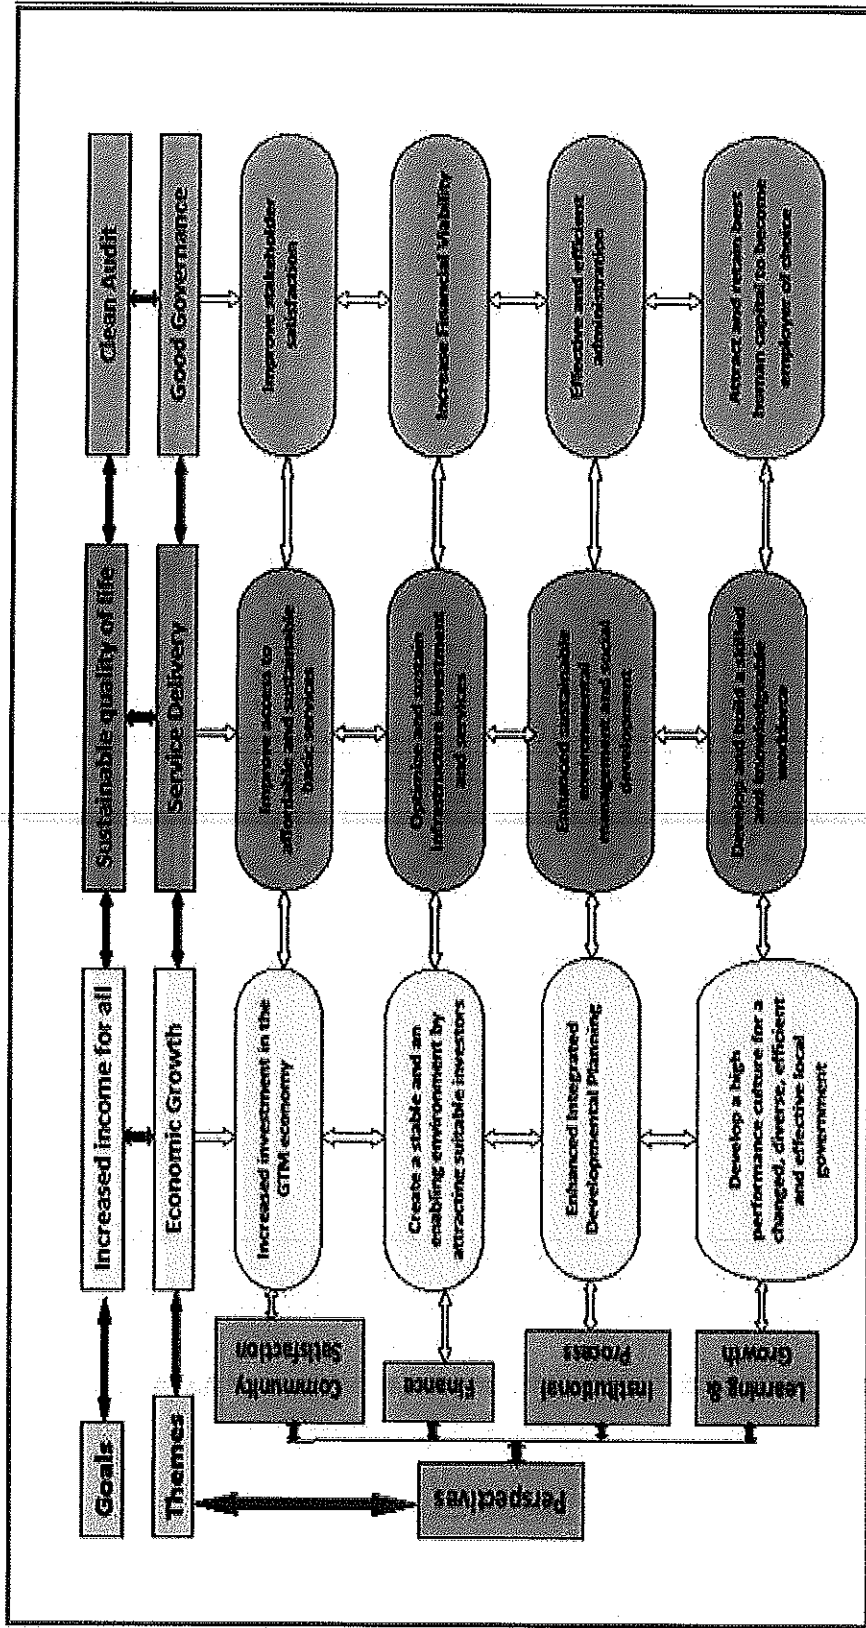 Goals
Increased income for all
Sustainable quality of life
Clean Audit
Themes
Economic Growth
Service Delivery
Good Governance
Perspectives
Community
Satisfaction
Increased investment in the
GTM economy
Improve access to
affordable and sustainable
basic services
Improve stakeholder
satisfaction
Finance
Create a stable and an
enabling environment by
attracting suitable investors
Optimize and sustain
infrastructure investment
and services
Increase Financial Viability
Institutional
Process
Enhanced Integrated
Developmental Planning
Enhanced sustainable
environmental
management and social
development
Effective and efficient
administration
Learning &
Growth
Develop a high
performance culture for a
changed, diverse, efficient
and effective local
government
Develop and build a skilled
and knowledgeable
workforce
Attract and retain best
human capital to become
employer of choice